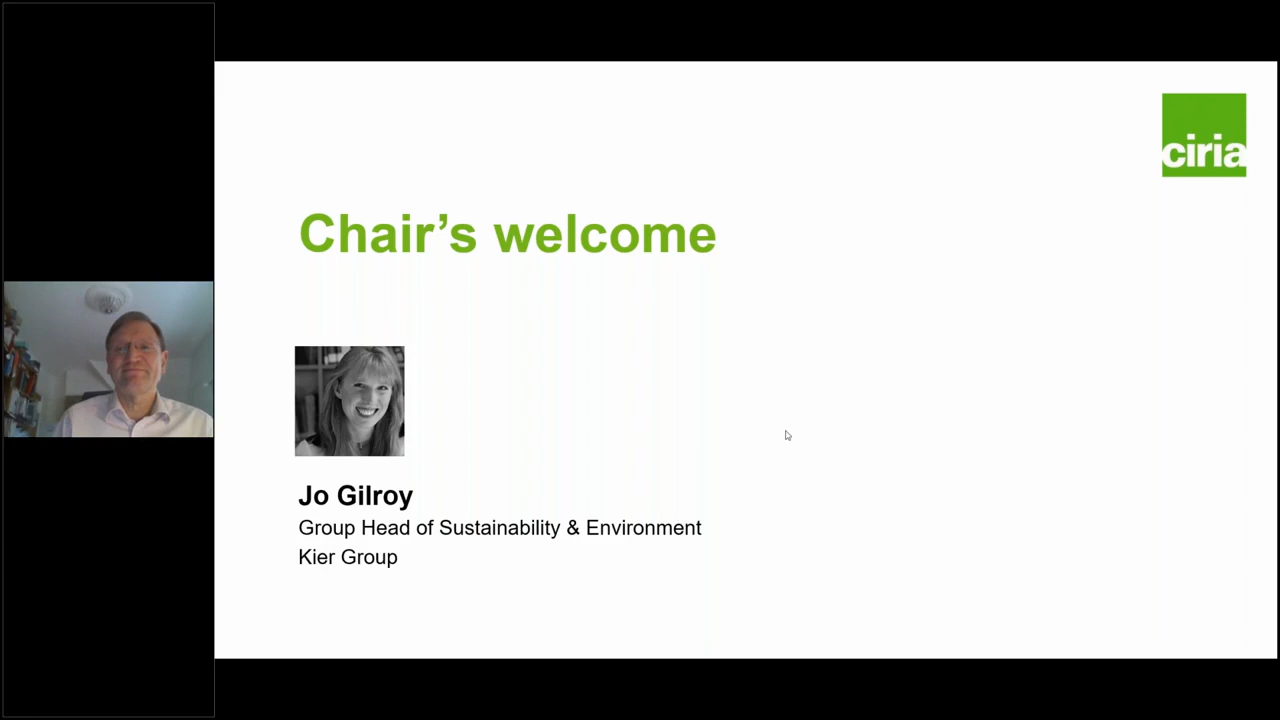 ciria
Chair’s welcome
Jo Gilroy
Group Head of Sustainability & Environment
Kier Group